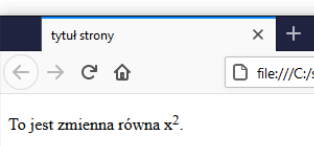 tytuł strony
file:///C:/
To jest zmienna równa x².